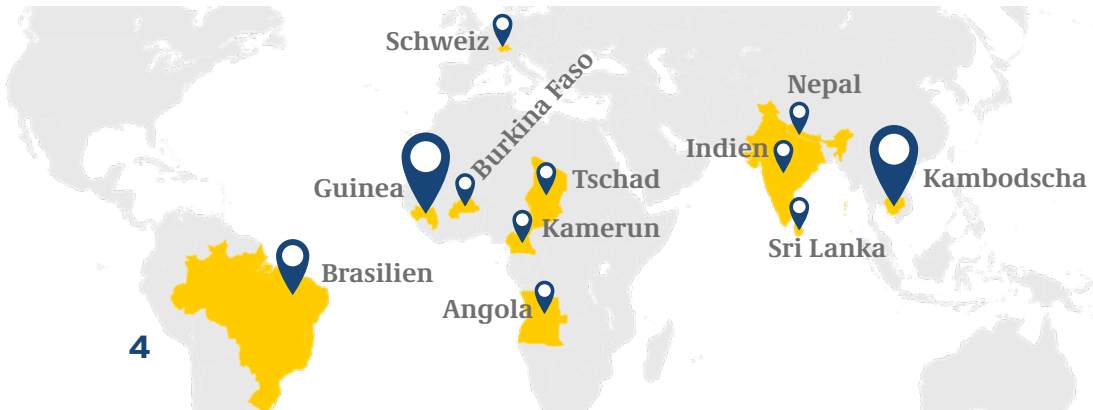 Schweiz
Burkina Faso
Nepal
Indien
Guinea
Tschad
Kambodscha
Kamerun
Sri Lanka
Brasilien
Angola
4